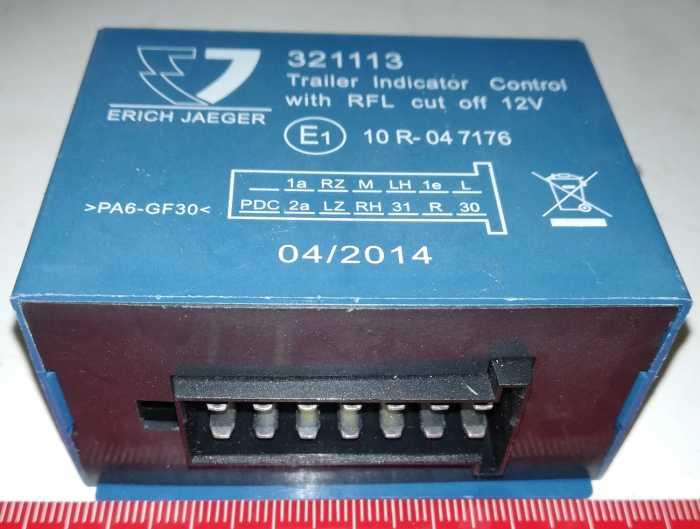 7
ERICH JAEGER
321113
Trailer Indicator Control
with RFL cut off 12V
E1 10 R-04 7176
>PA6-GF30<
1a RZ M LH 1e L
PDC 2a LZ RH 31 R 30
04/2014